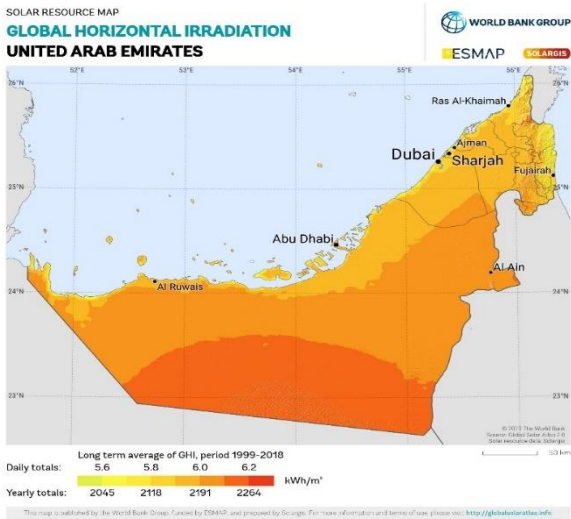 SOLAR RESOURCE MAP
GLOBAL HORIZONTAL IRRADIATION
UNITED ARAB EMIRATES
WORLD BANK GROUP
ESMAP
SOLARGIS
52°E
53°E
54°E
55°E
56°E
26°N
26°N
Ras Al-Khaimah
Ajman
Dubai
Sharjah
Fujairah
25°N
25°N
Abu Dhabi
Al Ain
24°N
24°N
Al Ruwais
23°N
23°N
© 2019 The World Bank
Source: Global Solar Atlas 2.0
Solar resource data: Solargis
50 km
Long term average of GHI, period 1999-2018
Daily totals: 5.6 5.8 6.0 6.2
kWh/m²
Yearly totals: 2045 2118 2191 2264
This map is published by the World Bank Group, funded by ESMAP, and prepared by Solargis. For more information and terms of use, please visit http://globalsolaratlas.info.